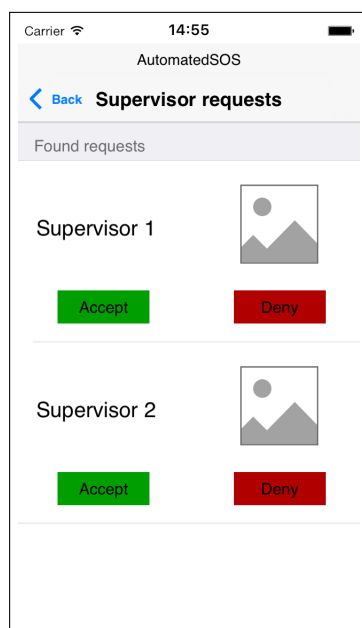 Carrier 14:55
AutomatedSOS
Back Supervisor requests
Found requests
Supervisor 1
Accept Deny
Supervisor 2
Accept Deny